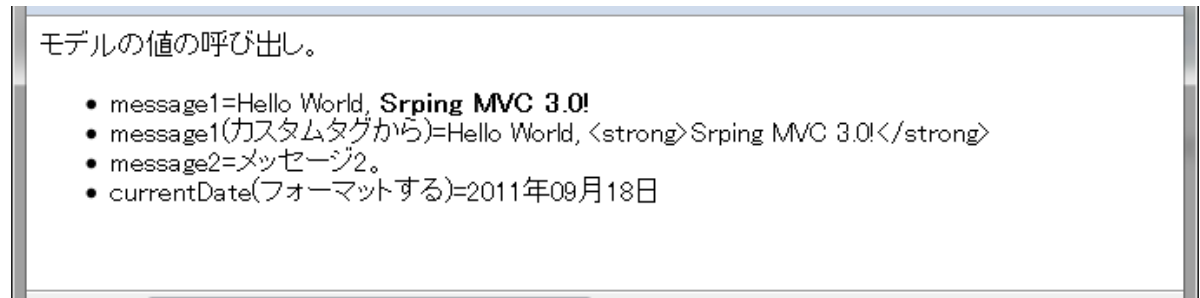 モデルの値の呼び出し。
• message1=Hello World, Srping MVC 3.0!
• message1(カスタムタグから)=Hello World, <strong>Srping MVC 3.0!</strong>
• message2=メッセージ2。
• currentDate(フォーマットする)=2011年09月18日